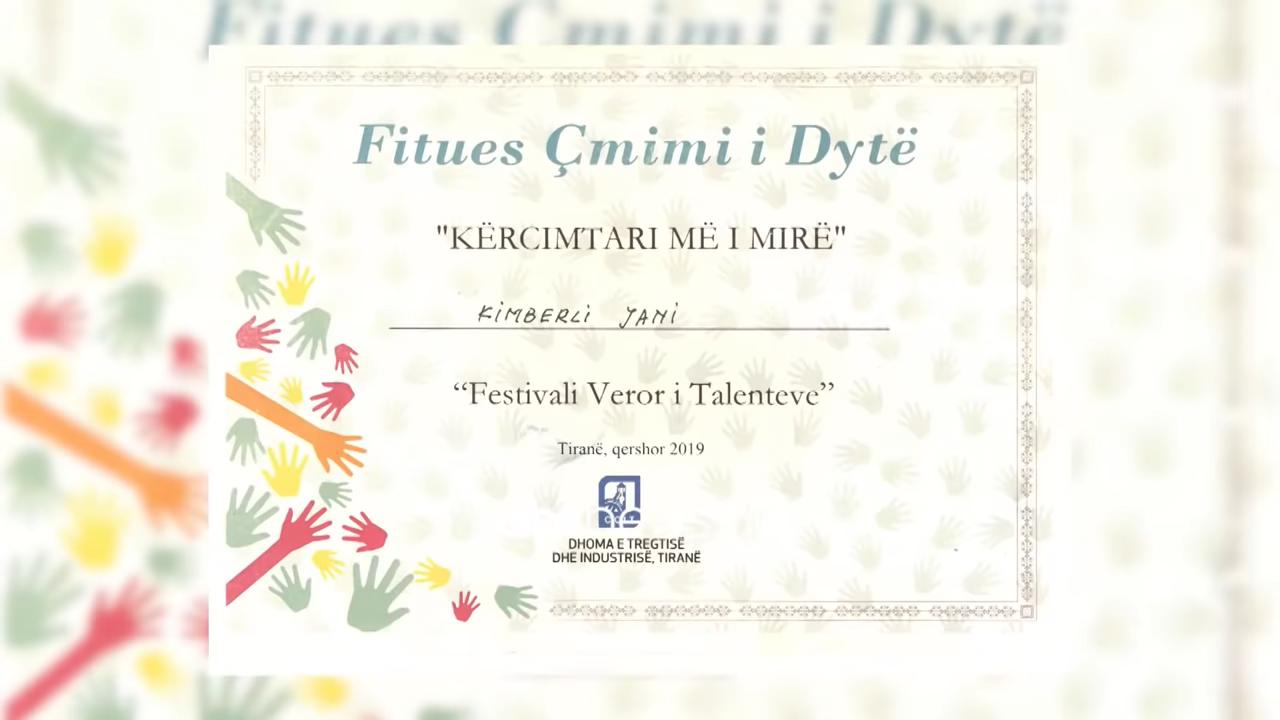 Fitues Çmimi i Dytë
"KËRCIMTARI MË I MIRË"
KIMBERLI JANI
“Festivali Veror i Talenteve”
Tiranë, qershor 2019
DHOMA E TREGTISË
DHE INDUSTRISË, TIRANË